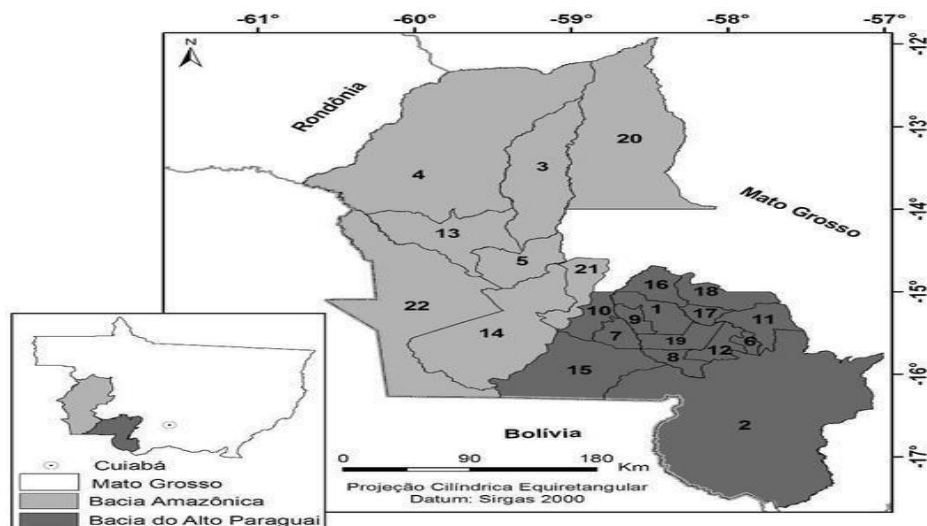 -61° -60° -59° -58° -57°
N
-12°
-13°
-14°
-15°
-16°
-17°
Rondônia
Mato Grosso
20
3
4
13
5
21
22
14
16
18
10
1
17
11
9
7
19
12
6
8
15
2
Bolívia
0 90 180
Km
Projeção Cilíndrica Equiretangular
Datum: Sirgas 2000
Cuiabá
Mato Grosso
Bacia Amazônica
Bacia do Alto Paraguai